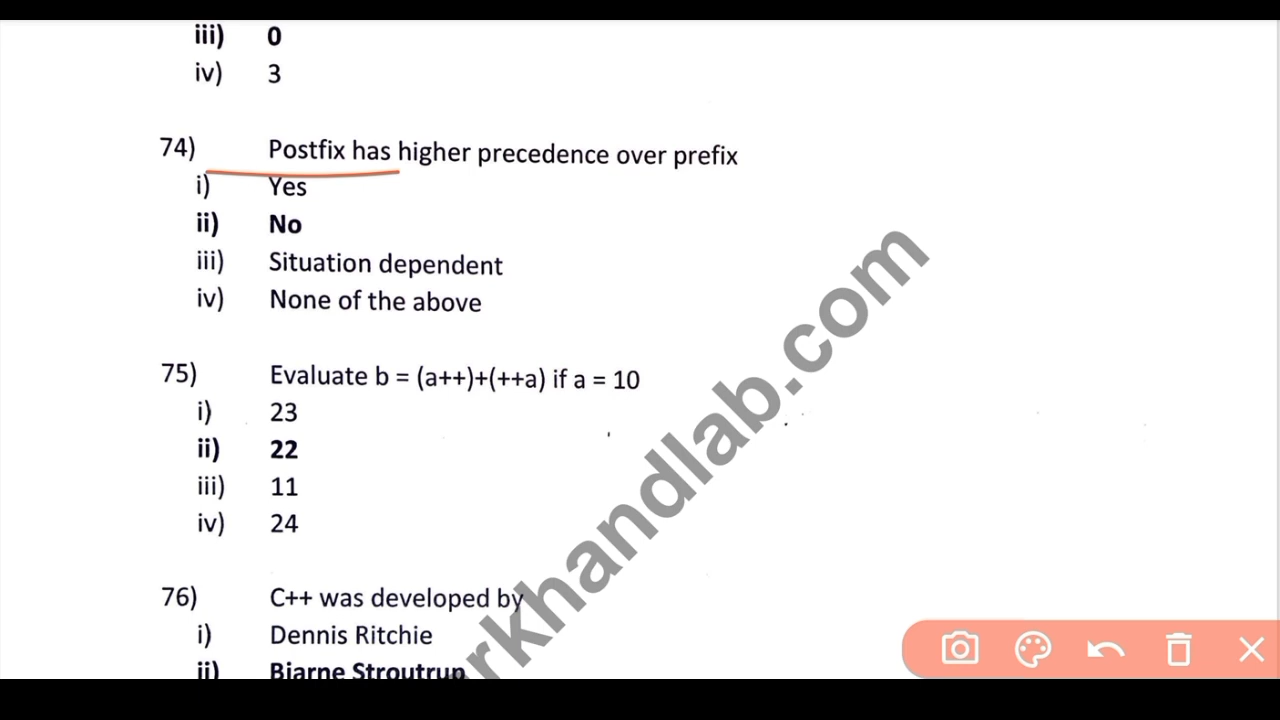 iii) 0
iv) 3
74) Postfix has higher precedence over prefix
i) Yes
ii) No
iii) Situation dependent
iv) None of the above
75) Evaluate b = (a++)+(++a) if a = 10
i) 23
ii) 22
iii) 11
iv) 24
76) C++ was developed by
i) Dennis Ritchie
ii) Bjarne Stroutrup
rkhandlab.com